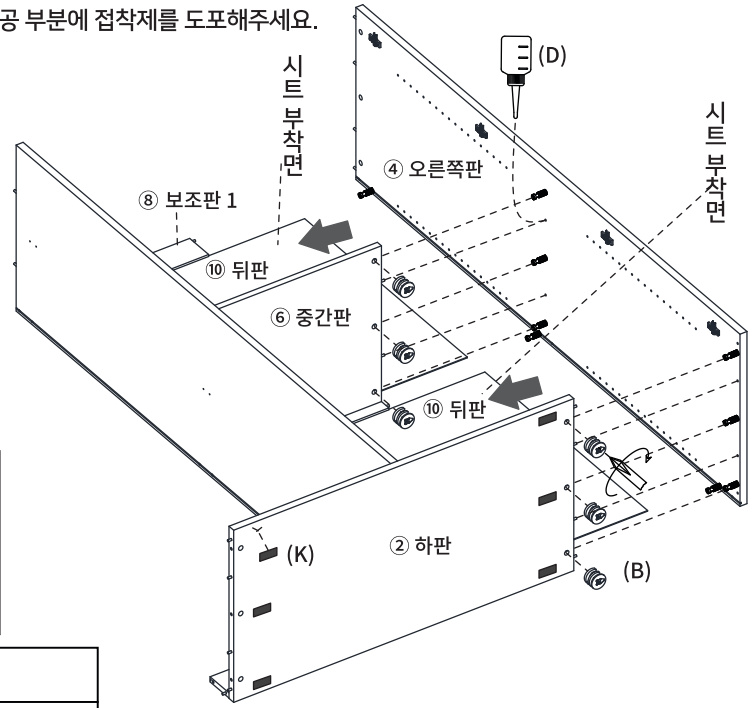 공 부분에 접착제를 도포해주세요.
(D)
시트 부착면
시트 부착면
④ 오른쪽판
⑧ 보조판 1
⑩ 뒤판
⑥ 중간판
⑩ 뒤판
② 하판
(K)
(B)